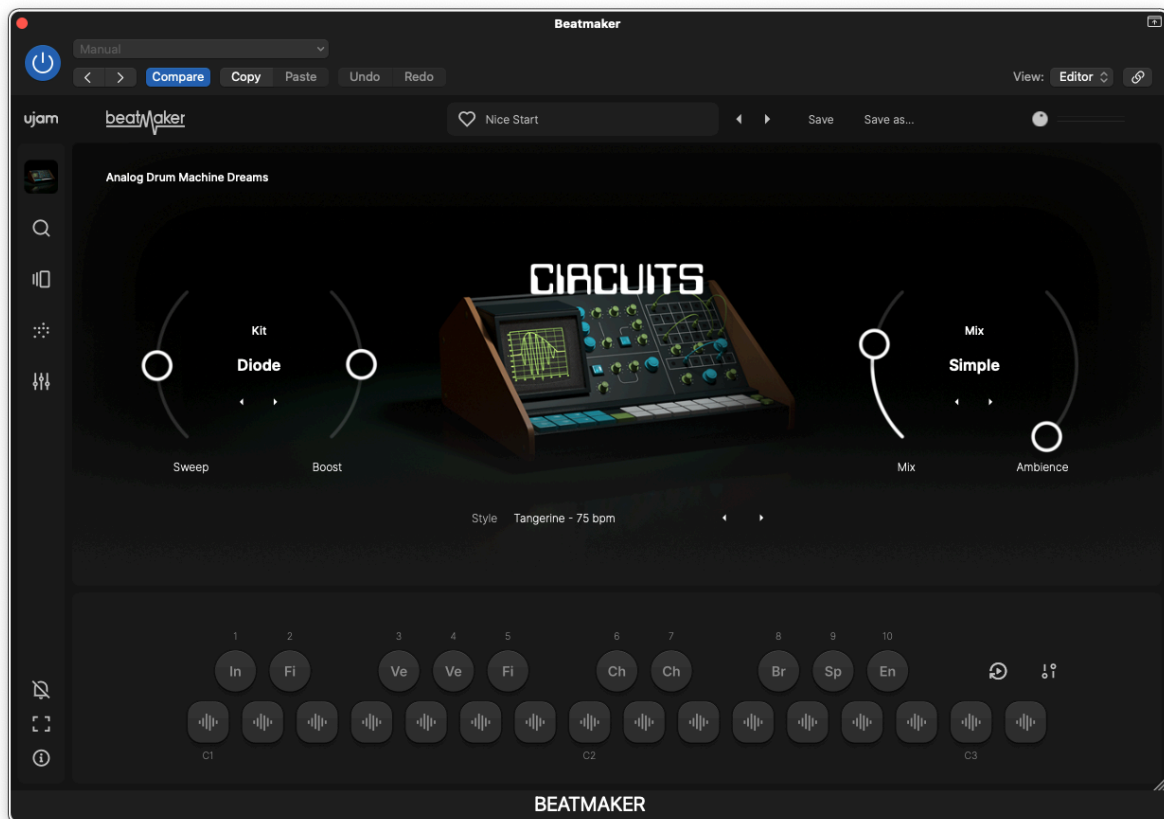 Beatmaker
Manual
Compare Copy Paste Undo Redo View: Editor
ujam beatMaker Nice Start Save Save as...
Analog Drum Machine Dreams
CIRCUITS
Kit Mix
Diode Simple
Sweep Boost Mix Ambience
Style Tangerine - 75 bpm
1 2 3 4 5 6 7 8 9 10
In Fi Ve Ve Fi Ch Ch Br Sp En
C1 C2 C3
BEATMAKER